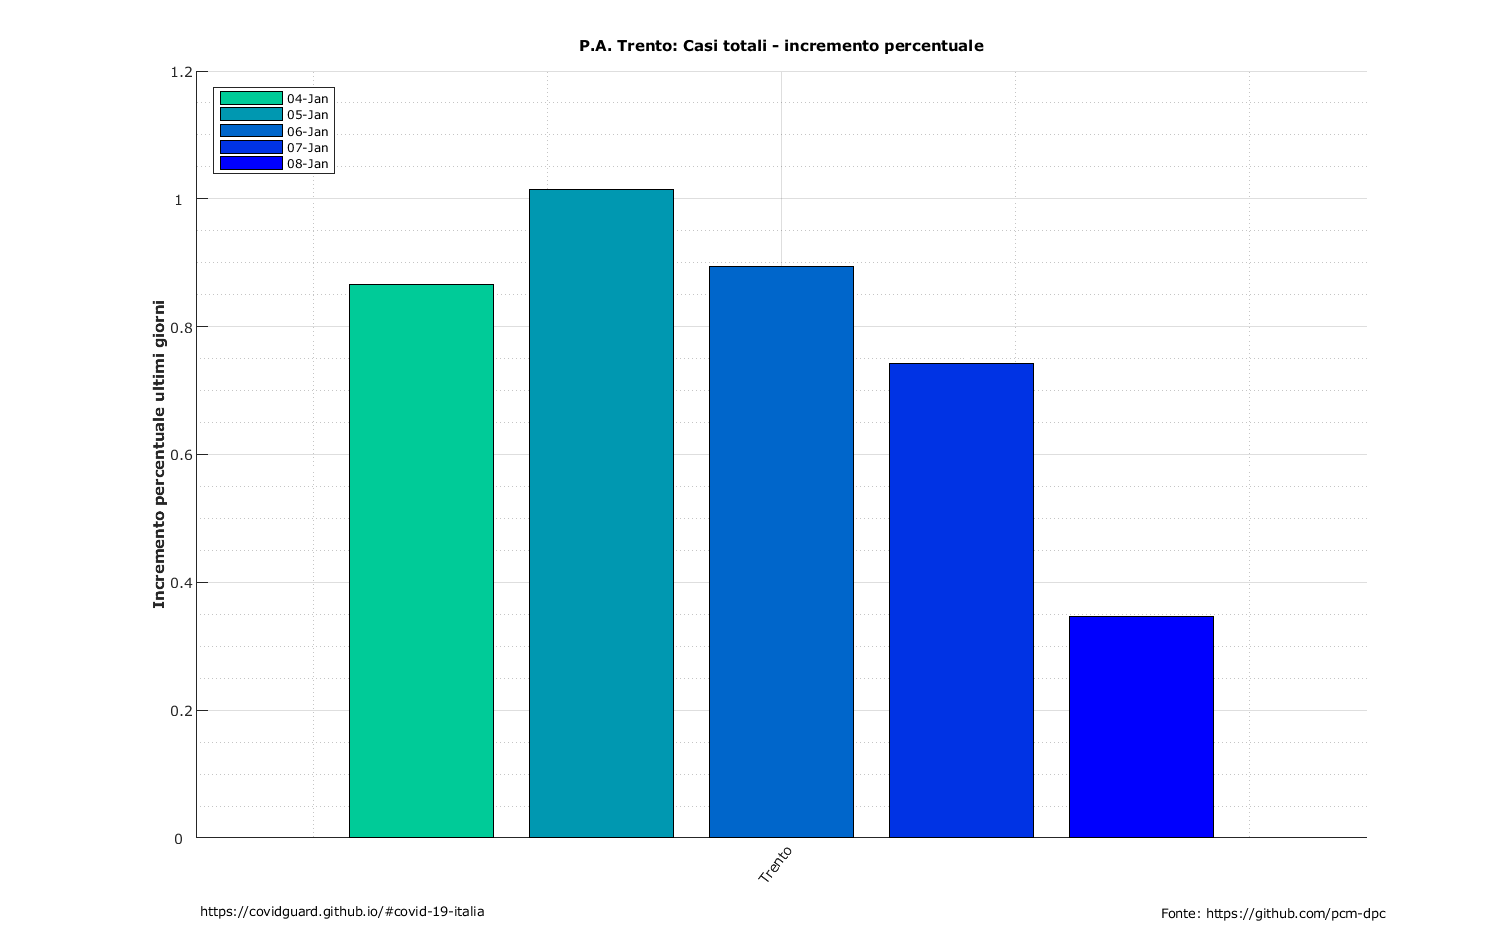 P.A. Trento: Casi totali - incremento percentuale
1.2
04-Jan
05-Jan
06-Jan
07-Jan
08-Jan
1
0.8
0.6
0.4
0.2
0
Incremento percentuale ultimi giorni
Trento
https://covidguard.github.io/#covid-19-italia
Fonte: https://github.com/pcm-dpc